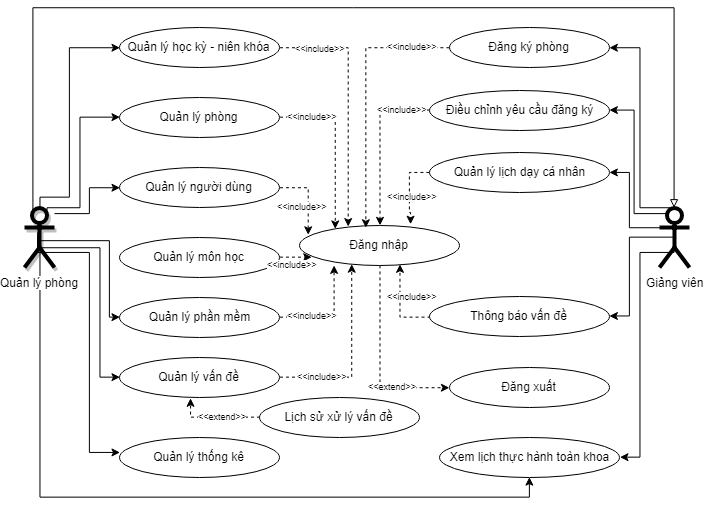 Quản lý học kỳ - niên khóa
<<include>>
<<include>>
Đăng ký phòng
Quản lý phòng
<<include>>
<<include>>
Điều chỉnh yêu cầu đăng ký
Quản lý người dùng
<<include>>
<<include>>
Quản lý lịch dạy cá nhân
Quản lý phòng
Quản lý môn học
<<include>>
Đăng nhập
Giảng viên
Quản lý phần mềm
<<include>>
<<include>>
Thông báo vấn đề
Quản lý vấn đề
<<include>>
<<extend>>
Đăng xuất
<<extend>>
Lịch sử xử lý vấn đề
Quản lý thống kê
Xem lịch thực hành toàn khoa